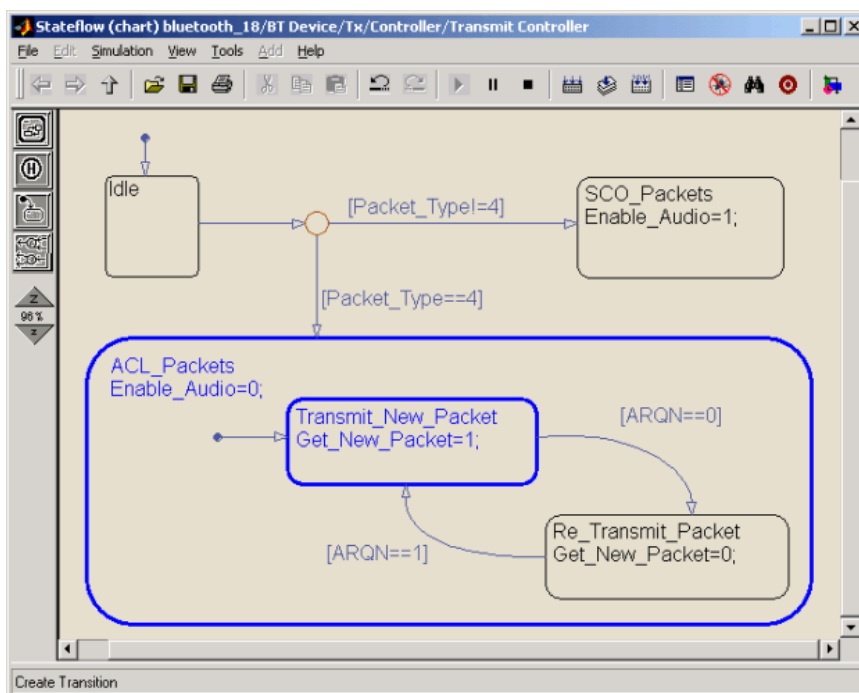 Stateflow (chart) bluetooth_18/BT Device/Tx/Controller/Transmit Controller
File Edit Simulation View Tools Add Help
Idle
[Packet_Type!=4]
SCO_Packets
Enable_Audio=1;
[Packet_Type==4]
Z
96 %
z
ACL_Packets
Enable_Audio=0;
Transmit_New_Packet
Get_New_Packet=1;
[ARQN==0]
Re_Transmit_Packet
Get_New_Packet=0;
[ARQN==1]
Create Transition